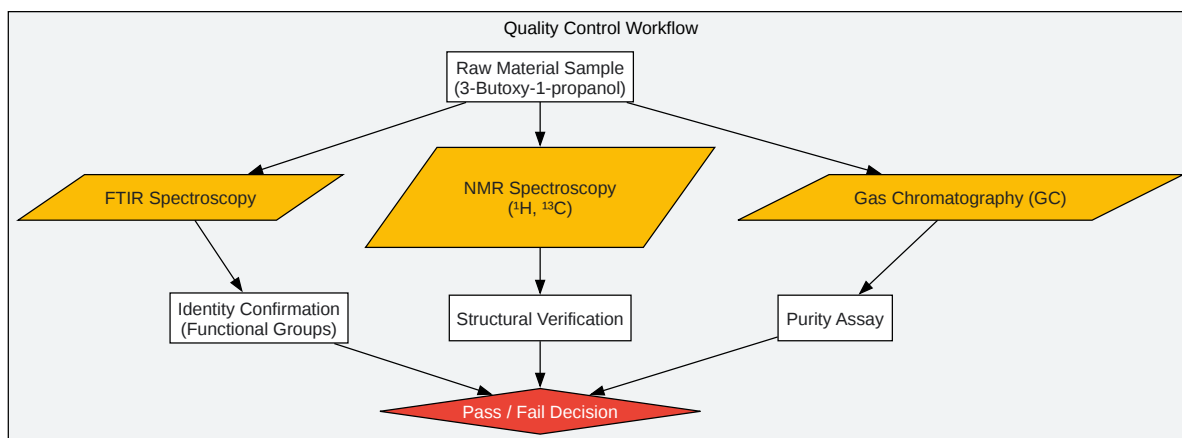 Quality Control Workflow
Raw Material Sample
(3-Butoxy-1-propanol)
FTIR Spectroscopy
NMR Spectroscopy
(¹H, ¹³C)
Gas Chromatography (GC)
Identity Confirmation
(Functional Groups)
Structural Verification
Purity Assay
Pass / Fail Decision